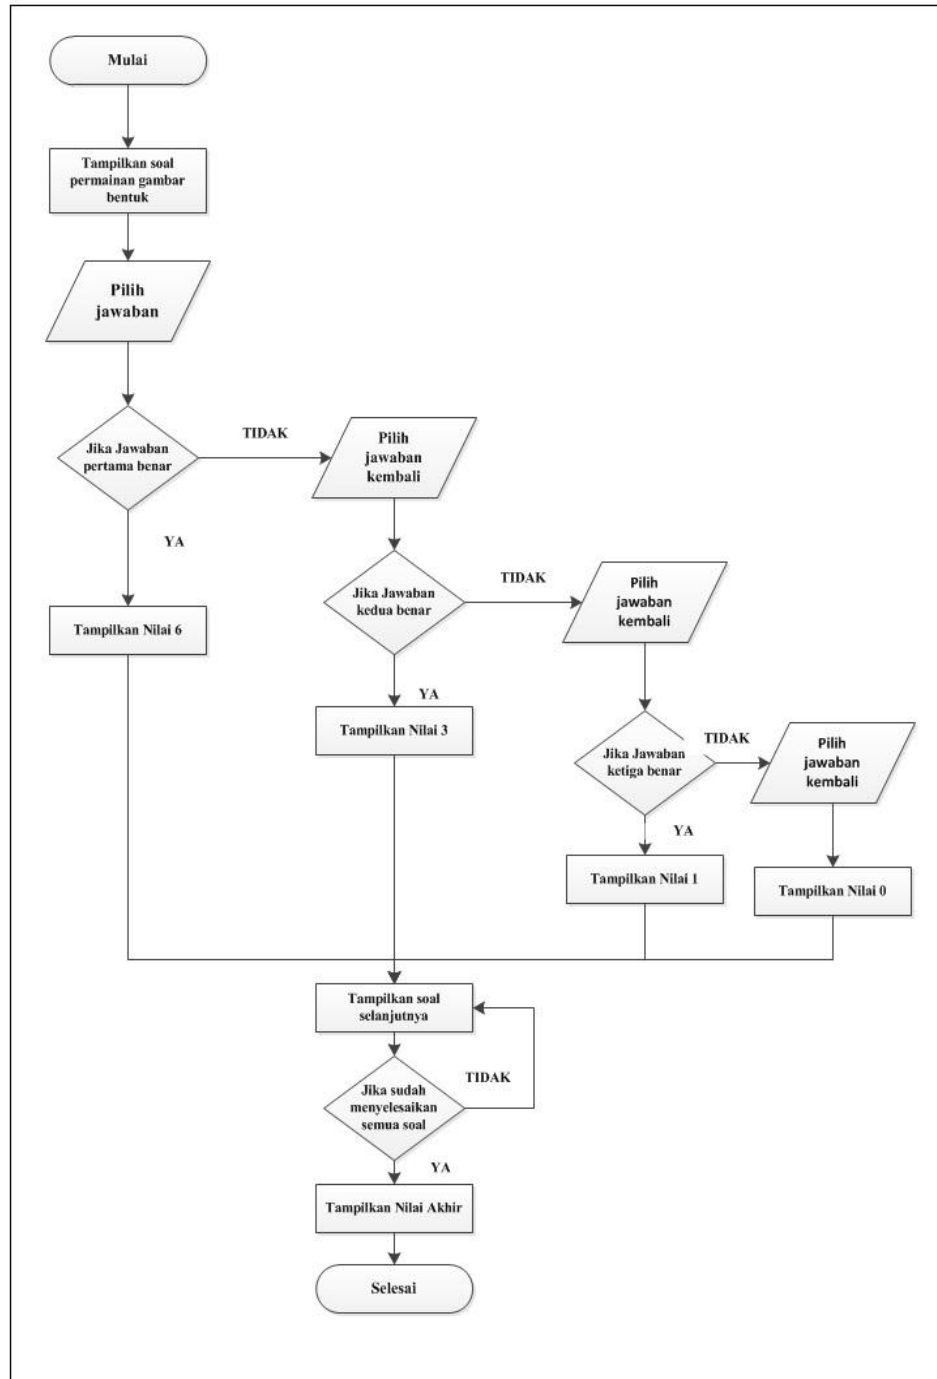 Mulai
Tampilkan soal
permainan gambar
bentuk
Pilih
jawaban
Jika Jawaban
pertama benar
TIDAK
Pilih
jawaban
kembali
YA
Tampilkan Nilai 6
Jika Jawaban
kedua benar
TIDAK
Pilih
jawaban
kembali
YA
Tampilkan Nilai 3
Jika Jawaban
ketiga benar
TIDAK
Pilih
jawaban
kembali
YA
Tampilkan Nilai 1
Tampilkan Nilai 0
Tampilkan soal
selanjutnya
Jika sudah
menyelesaikan
semua soal
TIDAK
YA
Tampilkan Nilai Akhir
Selesai